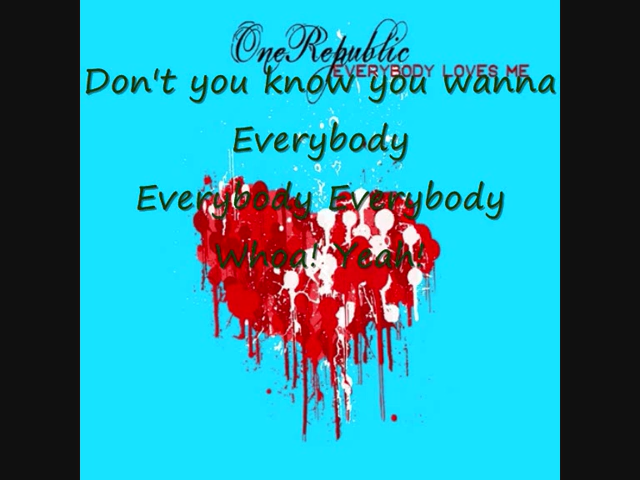 OneRepublic
EVERYBODY LOVES ME
Don't you know you wanna
Everybody
Everybody Everybody
Whoa! Yeah!